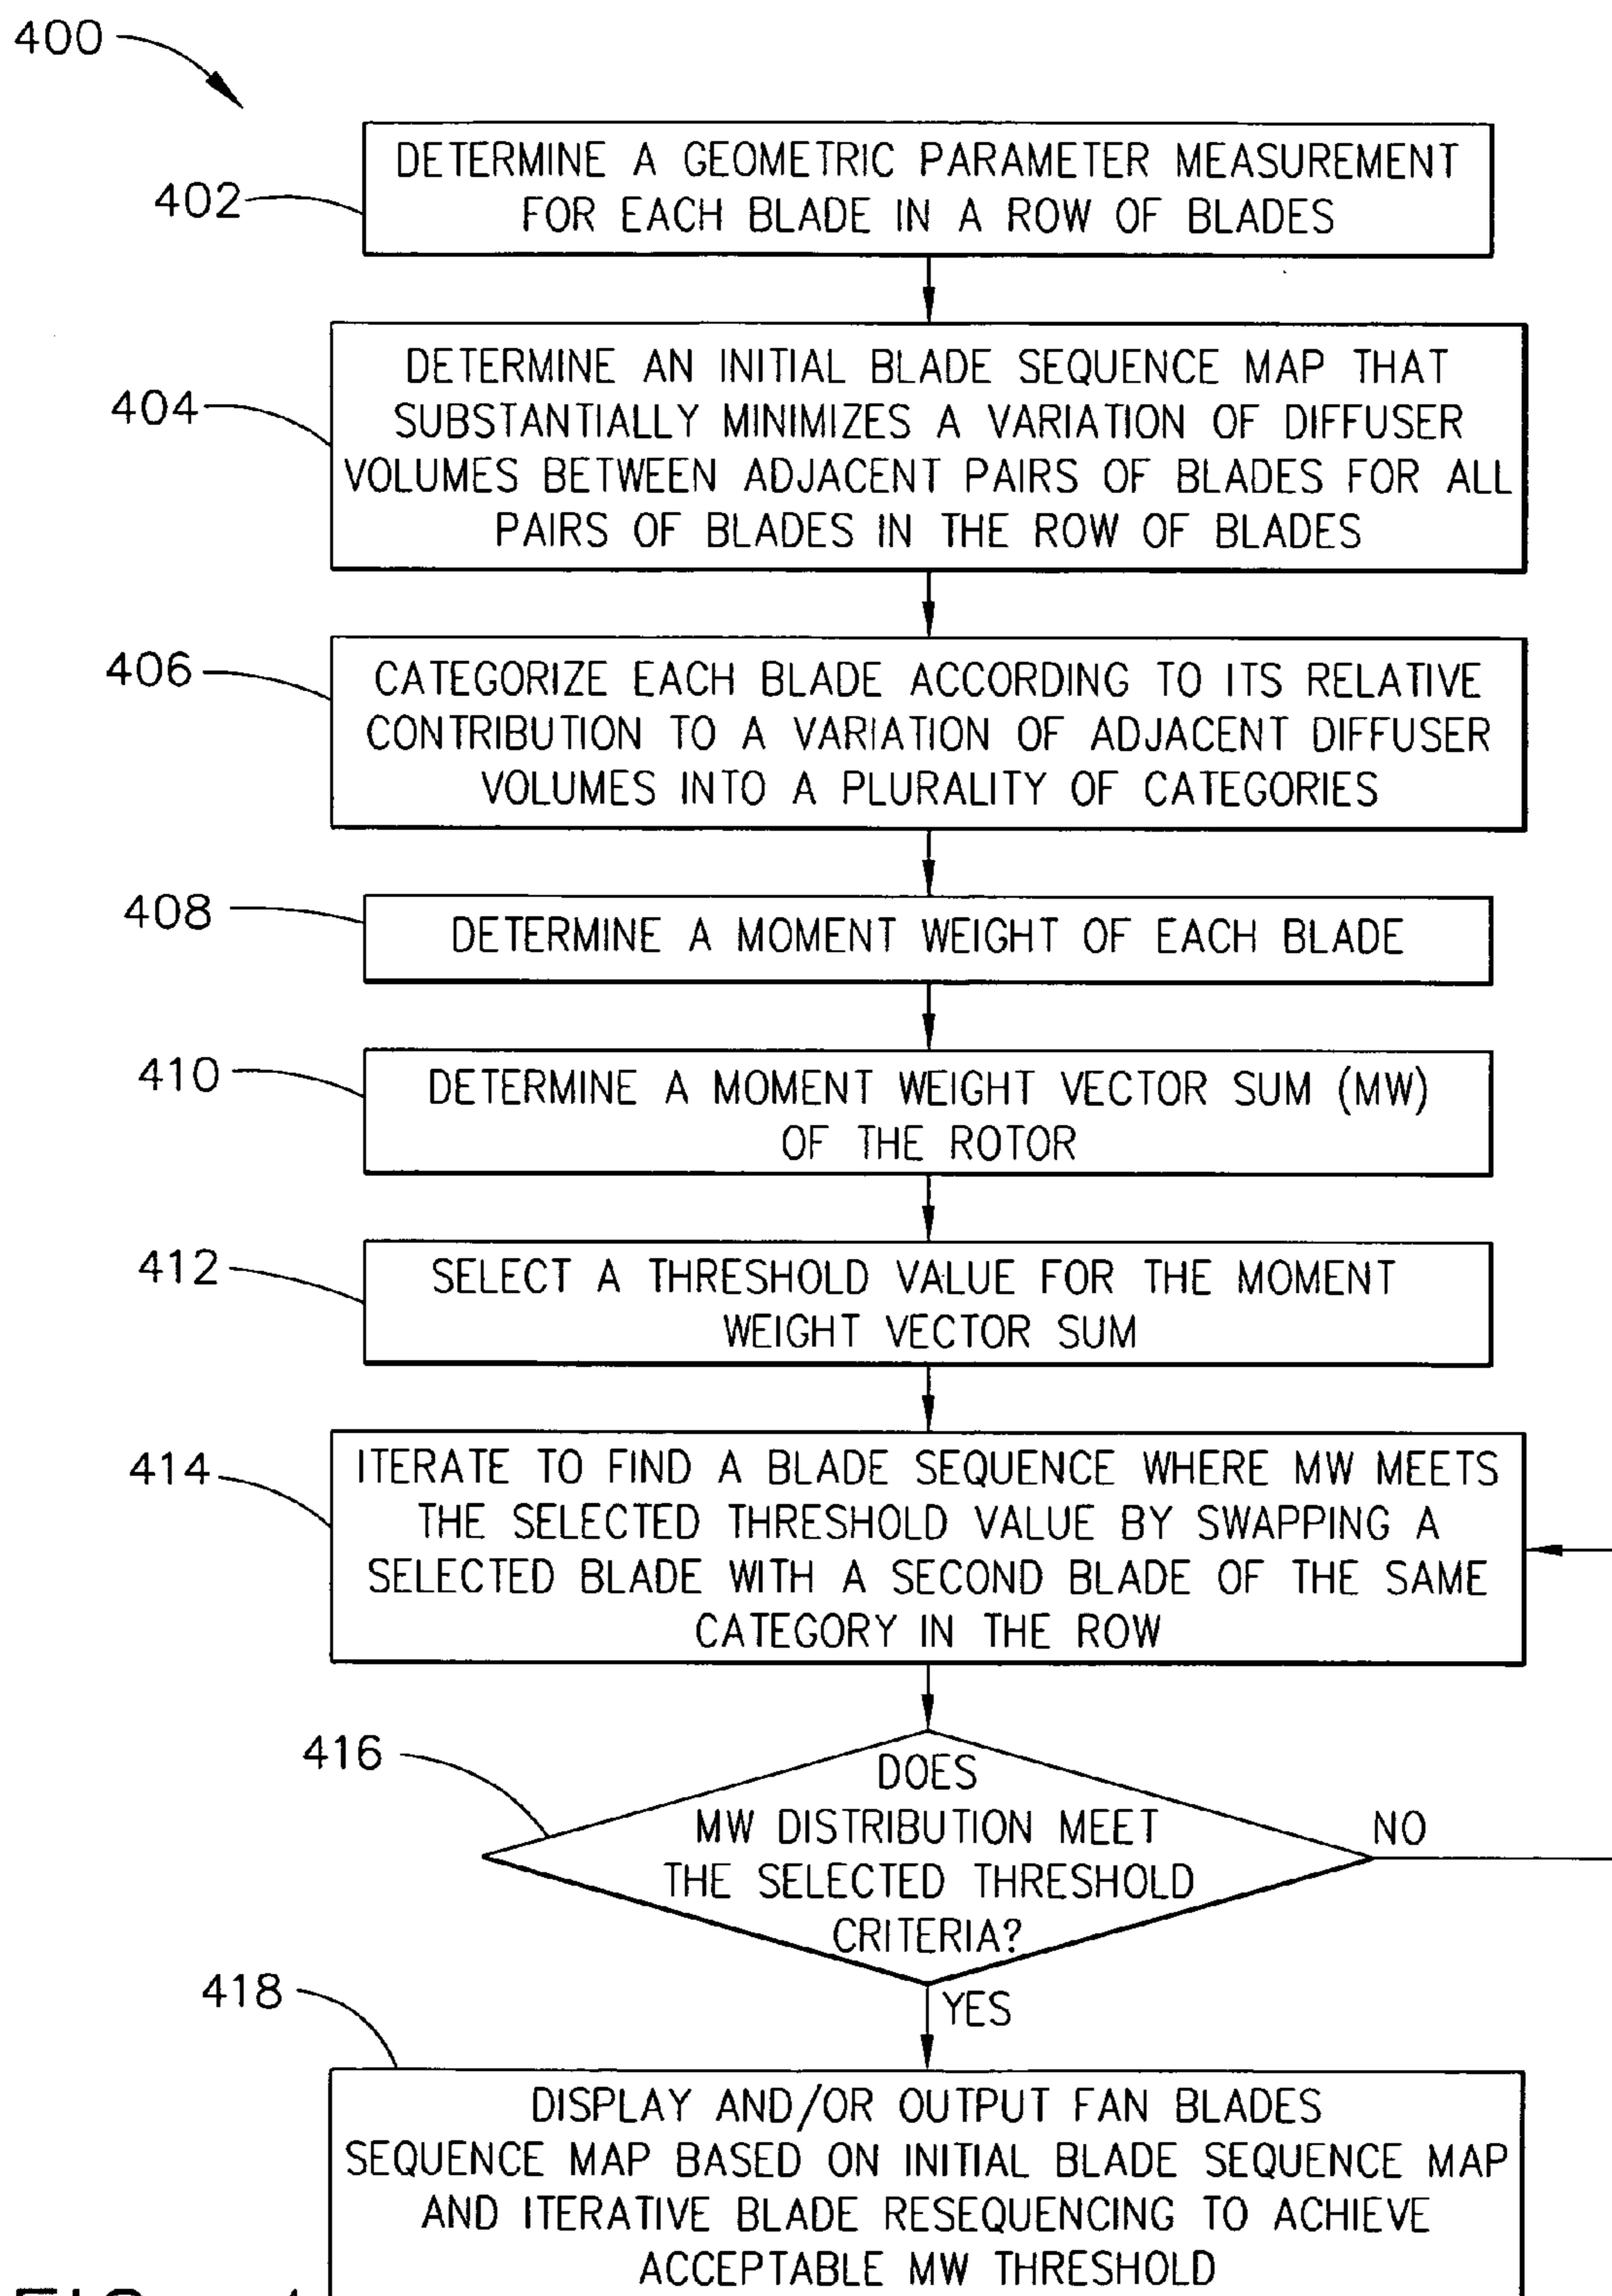 400
402
DETERMINE A GEOMETRIC PARAMETER MEASUREMENT
FOR EACH BLADE IN A ROW OF BLADES
404
DETERMINE AN INITIAL BLADE SEQUENCE MAP THAT
SUBSTANTIALLY MINIMIZES A VARIATION OF DIFFUSER
VOLUMES BETWEEN ADJACENT PAIRS OF BLADES FOR ALL
PAIRS OF BLADES IN THE ROW OF BLADES
406
CATEGORIZE EACH BLADE ACCORDING TO ITS RELATIVE
CONTRIBUTION TO A VARIATION OF ADJACENT DIFFUSER
VOLUMES INTO A PLURALITY OF CATEGORIES
408
DETERMINE A MOMENT WEIGHT OF EACH BLADE
410
DETERMINE A MOMENT WEIGHT VECTOR SUM (MW)
OF THE ROTOR
412
SELECT A THRESHOLD VALUE FOR THE MOMENT
WEIGHT VECTOR SUM
414
ITERATE TO FIND A BLADE SEQUENCE WHERE MW MEETS
THE SELECTED THRESHOLD VALUE BY SWAPPING A
SELECTED BLADE WITH A SECOND BLADE OF THE SAME
CATEGORY IN THE ROW
416
DOES
MW DISTRIBUTION MEET
THE SELECTED THRESHOLD
CRITERIA?
NO
YES
418
DISPLAY AND/OR OUTPUT FAN BLADES
SEQUENCE MAP BASED ON INITIAL BLADE SEQUENCE MAP
AND ITERATIVE BLADE RESEQUENCING TO ACHIEVE
ACCEPTABLE MW THRESHOLD